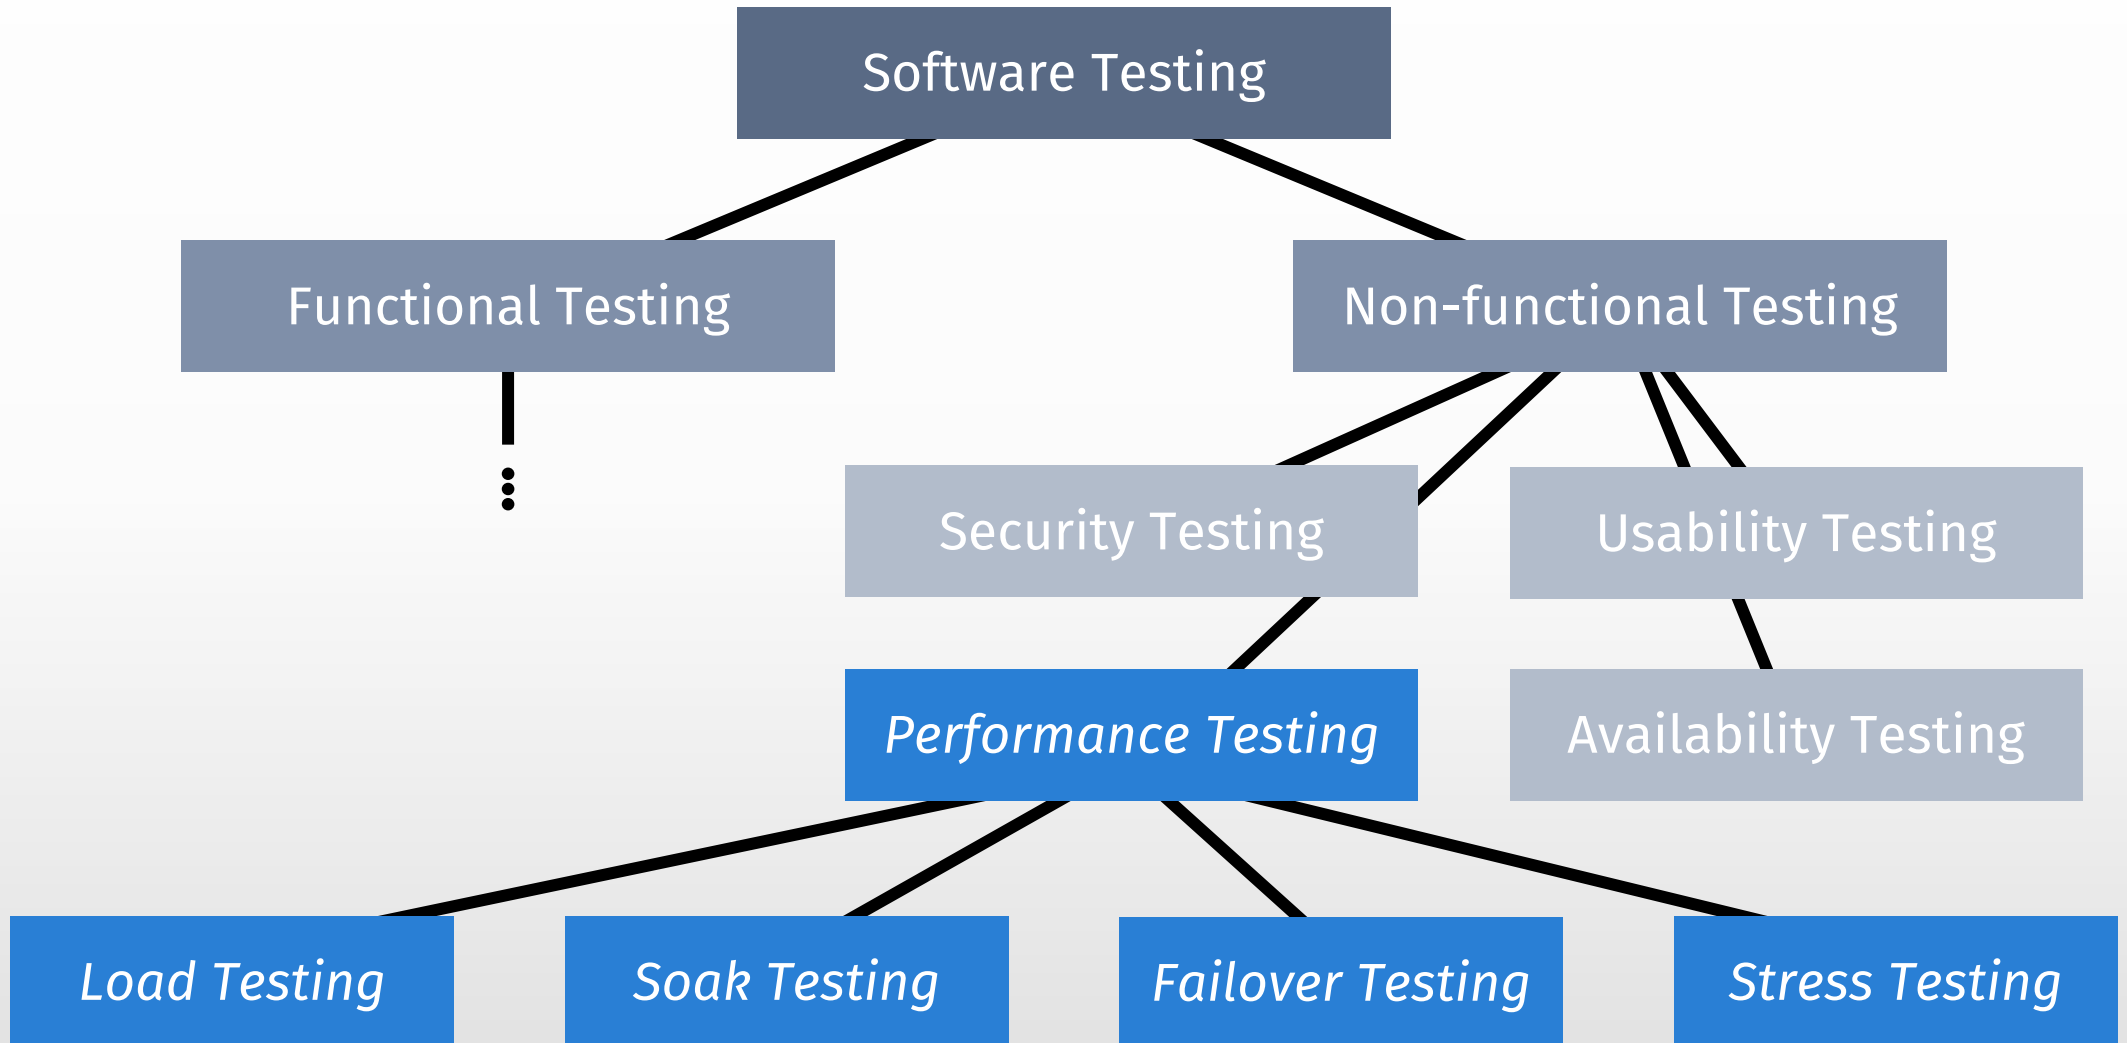 Software Testing
Functional Testing
Non-functional Testing
Security Testing
Usability Testing
Performance Testing
Availability Testing
Load Testing
Soak Testing
Failover Testing
Stress Testing